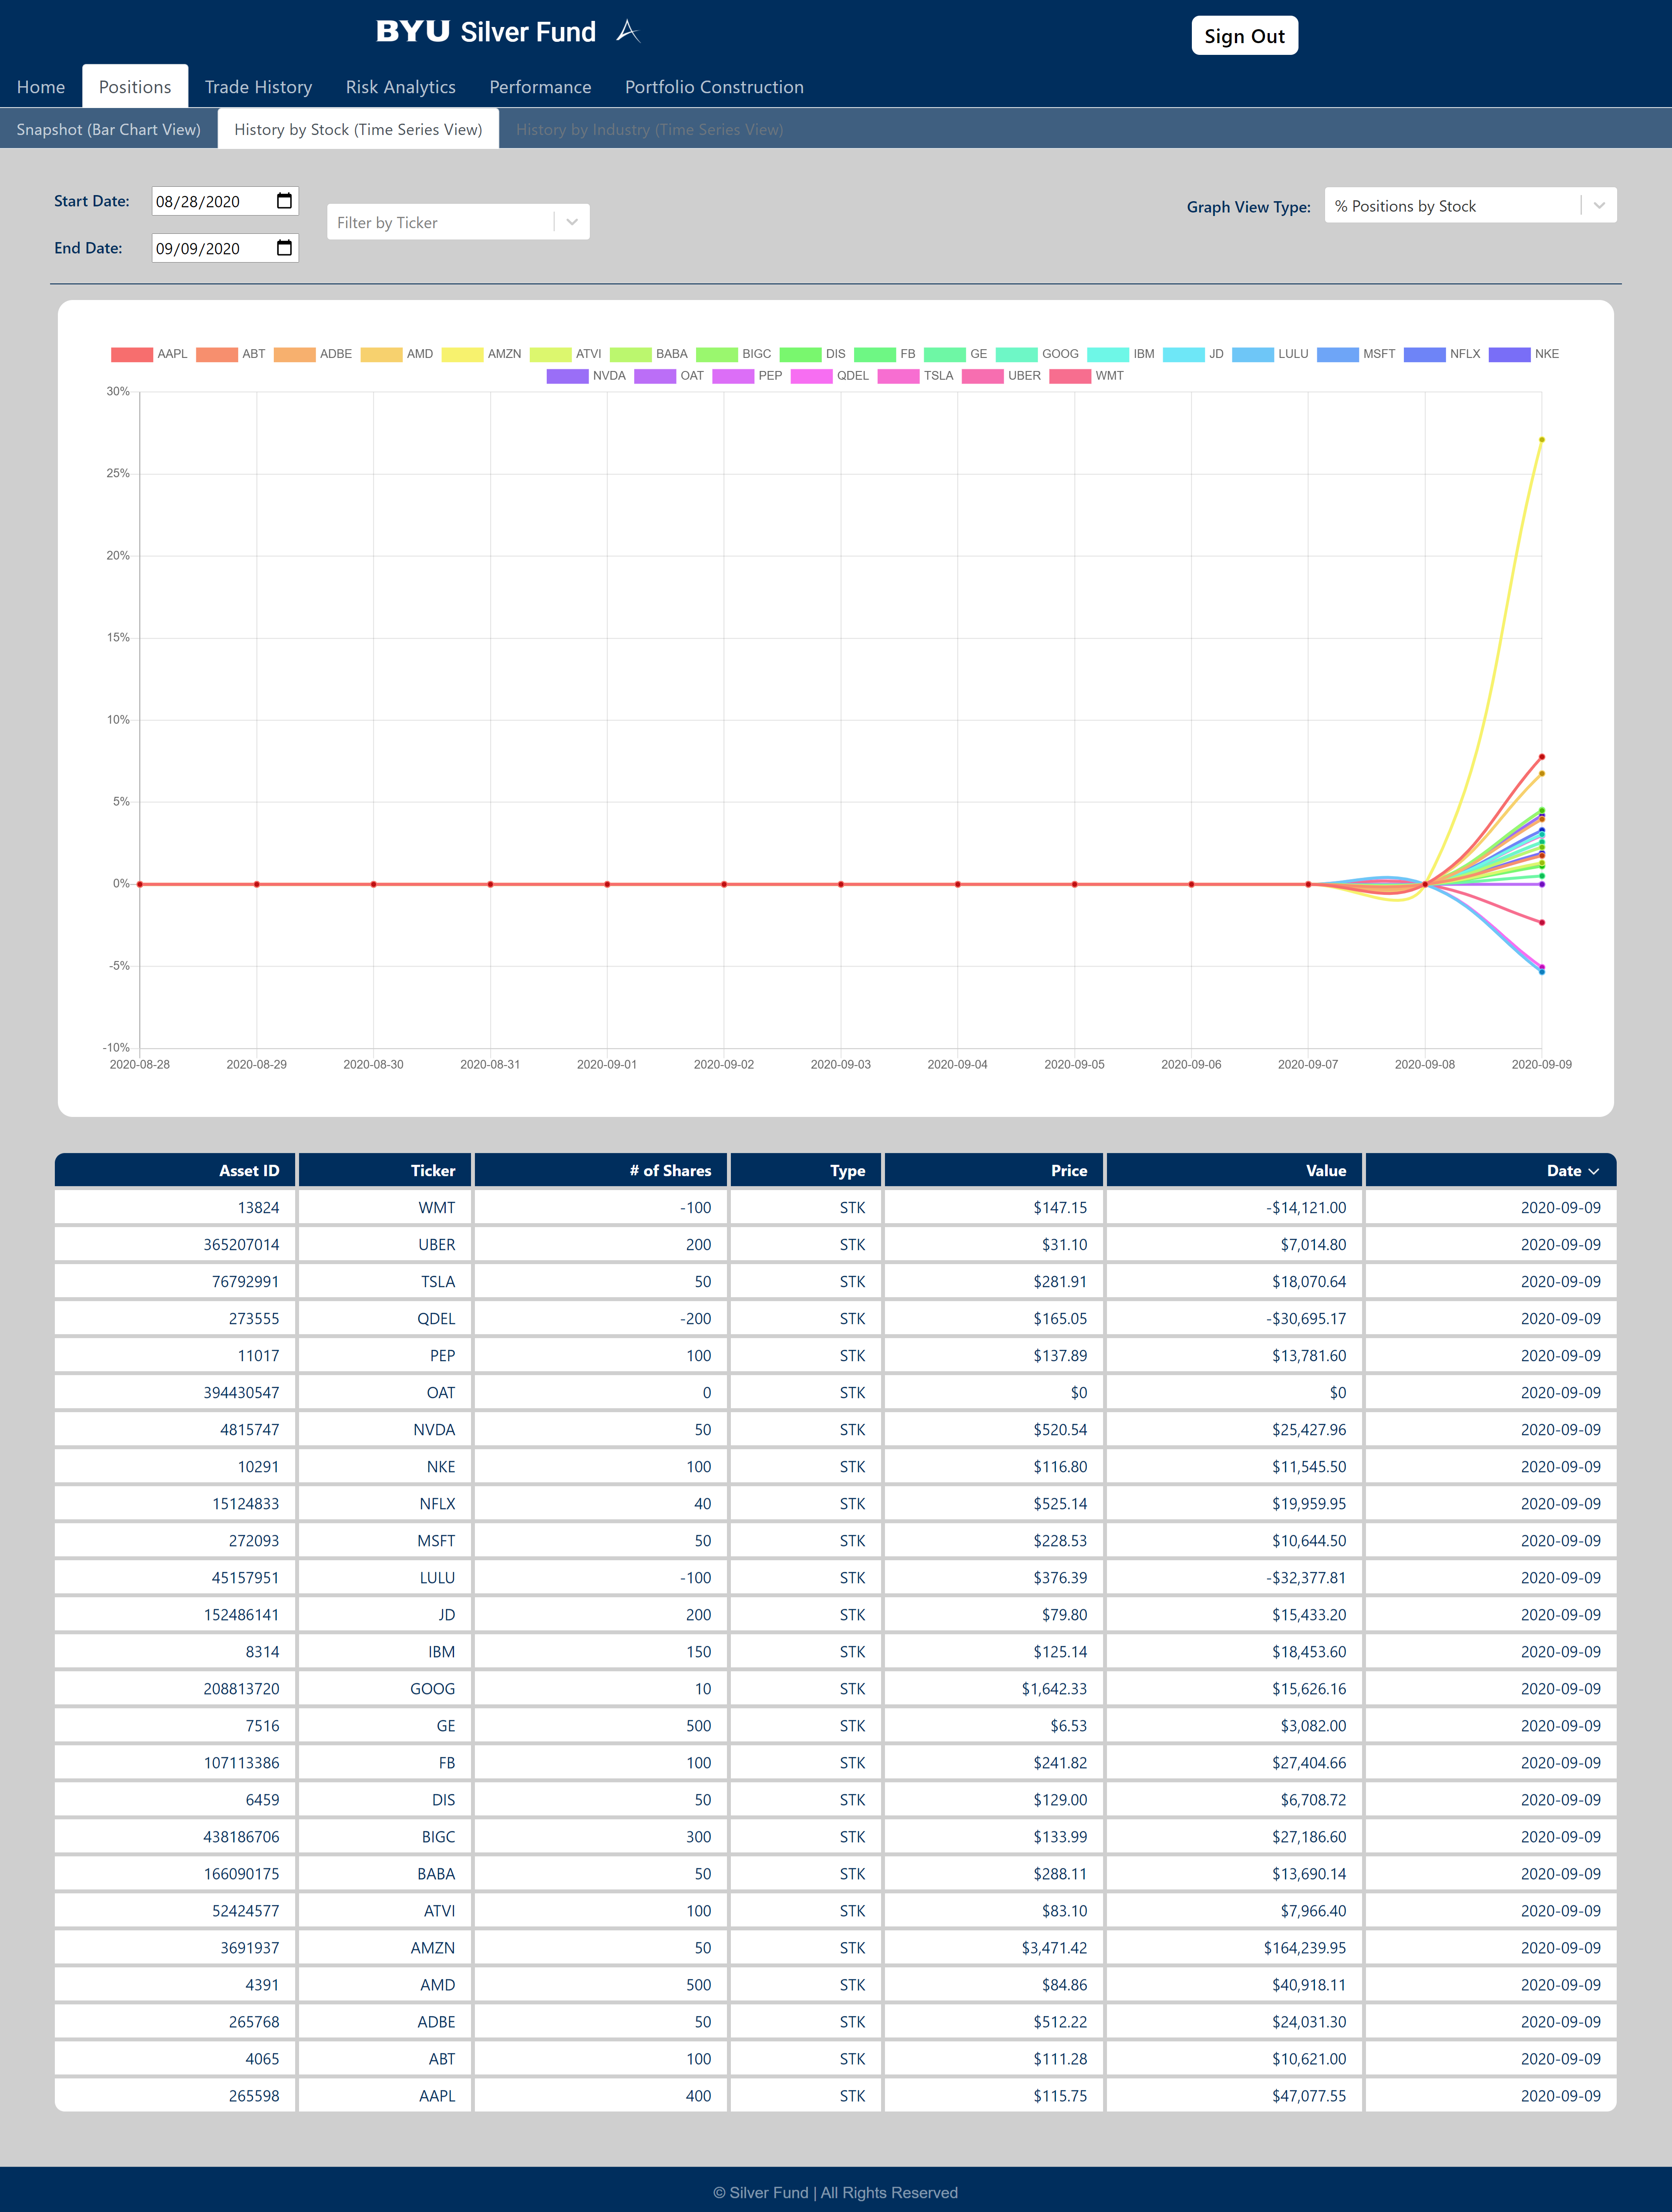 BYU Silver Fund
Sign Out
Home Positions Trade History Risk Analytics Performance Portfolio Construction
Snapshot (Bar Chart View) History by Stock (Time Series View) History by Industry (Time Series View)
Start Date: 08/28/2020
End Date: 09/09/2020
Filter by Ticker
Graph View Type: % Positions by Stock
AAPL ABT ADBE AMD AMZN ATVI BABA BIGC DIS FB GE GOOG IBM JD LULU MSFT NFLX NKE
NVDA OAT PEP QDEL TSLA UBER WMT
30%
25%
20%
15%
10%
5%
0%
-5%
-10%
2020-08-28 2020-08-29 2020-08-30 2020-08-31 2020-09-01 2020-09-02 2020-09-03 2020-09-04 2020-09-05 2020-09-06 2020-09-07 2020-09-08 2020-09-09
Asset ID Ticker # of Shares Type Price Value Date
13824 WMT -100 STK $147.15 -$14,121.00 2020-09-09
365207014 UBER 200 STK $31.10 $7,014.80 2020-09-09
76792991 TSLA 50 STK $281.91 $18,070.64 2020-09-09
273555 QDEL -200 STK $165.05 -$30,695.17 2020-09-09
11017 PEP 100 STK $137.89 $13,781.60 2020-09-09
394430547 OAT 0 STK $0 $0 2020-09-09
4815747 NVDA 50 STK $520.54 $25,427.96 2020-09-09
10291 NKE 100 STK $116.80 $11,545.50 2020-09-09
15124833 NFLX 40 STK $525.14 $19,959.95 2020-09-09
272093 MSFT 50 STK $228.53 $10,644.50 2020-09-09
45157951 LULU -100 STK $376.39 -$32,377.81 2020-09-09
152486141 JD 200 STK $79.80 $15,433.20 2020-09-09
8314 IBM 150 STK $125.14 $18,453.60 2020-09-09
208813720 GOOG 10 STK $1,642.33 $15,626.16 2020-09-09
7516 GE 500 STK $6.53 $3,082.00 2020-09-09
107113386 FB 100 STK $241.82 $27,404.66 2020-09-09
6459 DIS 50 STK $129.00 $6,708.72 2020-09-09
438186706 BIGC 300 STK $133.99 $27,186.60 2020-09-09
166090175 BABA 50 STK $288.11 $13,690.14 2020-09-09
52424577 ATVI 100 STK $83.10 $7,966.40 2020-09-09
3691937 AMZN 50 STK $3,471.42 $164,239.95 2020-09-09
4391 AMD 500 STK $84.86 $40,918.11 2020-09-09
265768 ADBE 50 STK $512.22 $24,031.30 2020-09-09
4065 ABT 100 STK $111.28 $10,621.00 2020-09-09
265598 AAPL 400 STK $115.75 $47,077.55 2020-09-09
© Silver Fund | All Rights Reserved